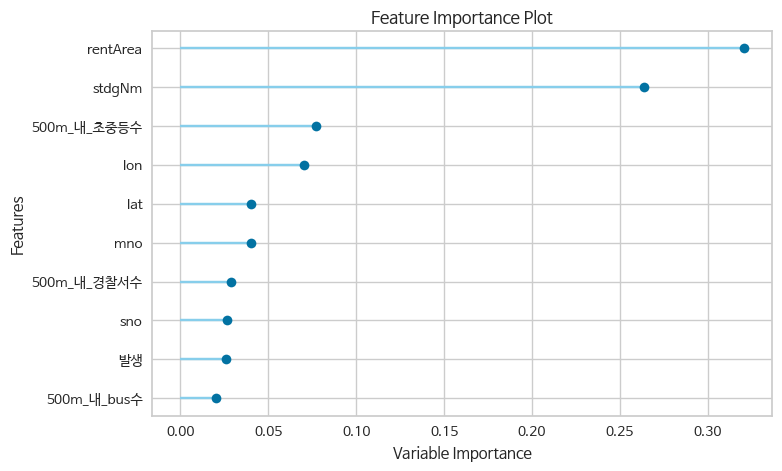 Feature Importance Plot
Features
rentArea
stdgNm
500m_내_초중등수
lon
lat
mno
500m_내_경찰서수
sno
발생
500m_내_bus수
0.00 0.05 0.10 0.15 0.20 0.25 0.30
Variable Importance